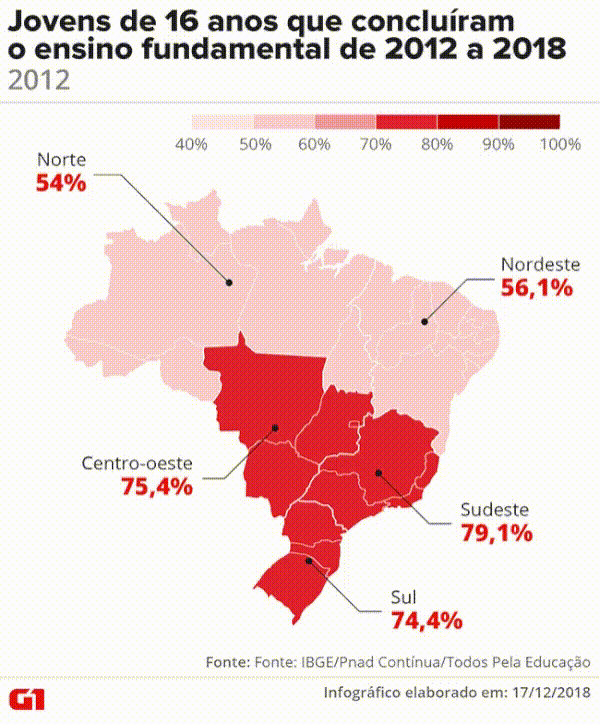 Jovens de 16 anos que concluíram
o ensino fundamental de 2012 a 2018
2012
40% 50% 60% 70% 80% 90% 100%
Norte
54%
Nordeste
56,1%
Centro-oeste
75,4%
Sudeste
79,1%
Sul
74,4%
Fonte: Fonte: IBGE/Pnad Contínua/Todos Pela Educação
G1
Infográfico elaborado em: 17/12/2018